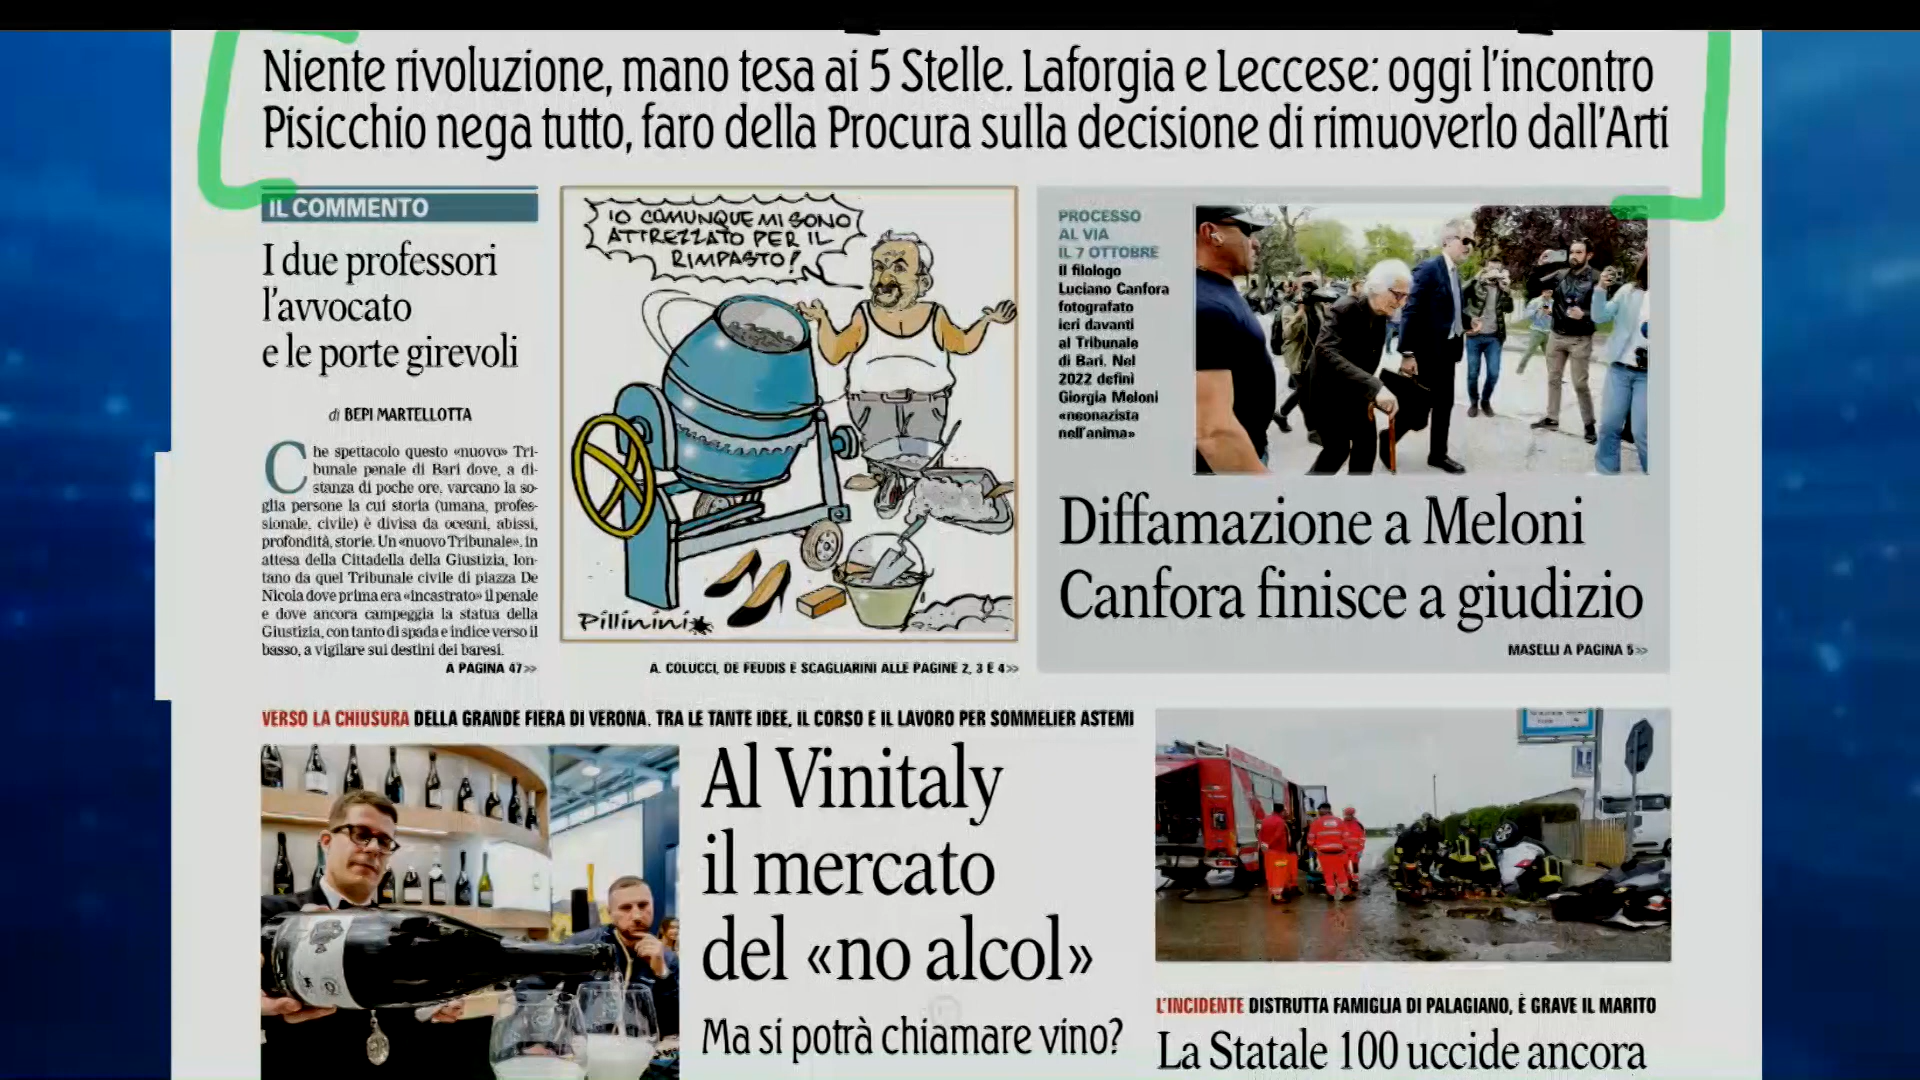 Niente rivoluzione, mano tesa ai 5 Stelle. Laforgia e Leccese: oggi l'incontro
Pisicchio nega tutto, faro della Procura sulla decisione di rimuoverlo dall'Arti
IL COMMENTO
I due professori
l'avvocato
e le porte girevoli
di BEPI MARTELLOTTA
Che spettacolo questo «nuovo» Tri-
bunale penale di Bari dove, a di-
stanza di poche ore, varcano la so-
glia persone la cui storia (umana, profes-
sionale, civile) è divisa da oceani, abissi,
profondità, storie. Un «nuovo Tribunale», in
attesa della Cittadella della Giustizia, lon-
tano da quel Tribunale civile di piazza De
Nicola dove prima era «incastrato» il penale
e dove ancora campeggia la statua della
Giustizia, con tanto di spada e indice verso il
basso, a vigilare sui destini dei baresi.
A PAGINA 47>>
IO COMUNQUE MI SONO
ATTREZZATO PER IL
RIMPASTO!
Pillinini
A. COLUCCI, DE FEUDIS E SCAGLIARINI ALLE PAGINE 2, 3 E 4>>
PROCESSO
AL VIA
IL 7 OTTOBRE
Il filologo
Luciano Canfora
fotografato
ieri davanti
al Tribunale
di Bari. Nel
2022 definì
Giorgia Meloni
«neonazista
nell'anima»
Diffamazione a Meloni
Canfora finisce a giudizio
MASELLI A PAGINA 5>>
VERSO LA CHIUSURA DELLA GRANDE FIERA DI VERONA. TRA LE TANTE IDEE, IL CORSO E IL LAVORO PER SOMMELIER ASTEMI
Al Vinitaly
il mercato
del «no alcol»
Ma si potrà chiamare vino?
L'INCIDENTE DISTRUTTA FAMIGLIA DI PALAGIANO, È GRAVE IL MARITO
La Statale 100 uccide ancora